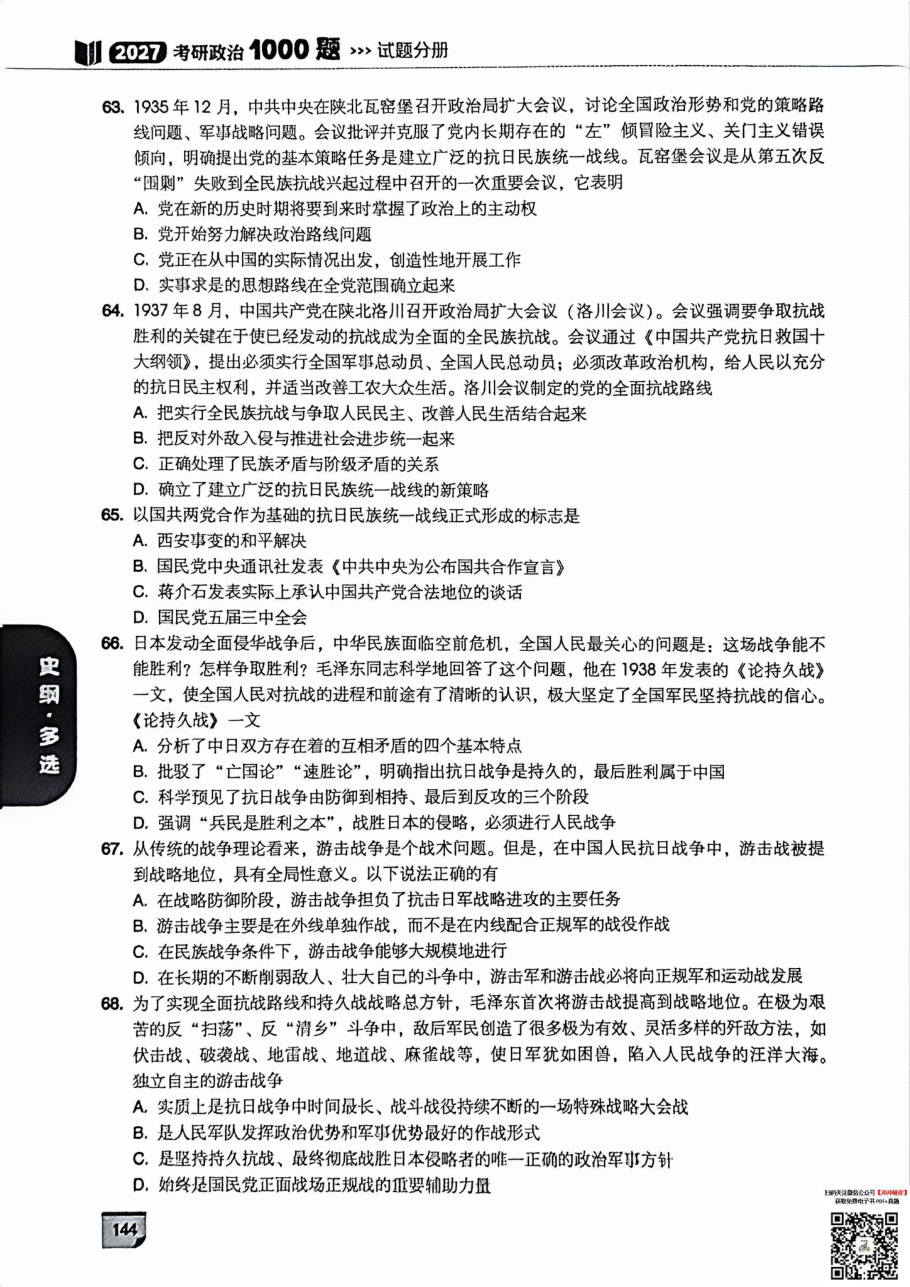 2027 考研政治1000题 >>> 试题分册
63. 1935年12月，中共中央在陕北瓦窑堡召开政治局扩大会议，讨论全国政治形势和党的策略路
线问题、军事战略问题。会议批评并克服了党内长期存在的“左”倾冒险主义、关门主义错误
倾向，明确提出党的基本策略任务是建立广泛的抗日民族统一战线。瓦窑堡会议是从第五次反
“围剿”失败到全民族抗战兴起过程中召开的一次重要会议，它表明
A. 党在新的历史时期将要到来时掌握了政治上的主动权
B. 党开始努力解决政治路线问题
C. 党正在从中国的实际情况出发，创造性地开展工作
D. 实事求是的思想路线在全党范围确立起来
64. 1937年8月，中国共产党在陕北洛川召开政治局扩大会议（洛川会议）。会议强调要争取抗战
胜利的关键在于使已经发动的抗战成为全面的全民族抗战。会议通过《中国共产党抗日救国十
大纲领》，提出必须实行全国军事总动员、全国人民总动员；必须改革政治机构，给人民以充分
的抗日民主权利，并适当改善工农大众生活。洛川会议制定的党的全面抗战路线
A. 把实行全民族抗战与争取人民民主、改善人民生活结合起来
B. 把反对外敌入侵与推进社会进步统一起来
C. 正确处理了民族矛盾与阶级矛盾的关系
D. 确立了建立广泛的抗日民族统一战线的新策略
65. 以国共两党合作为基础的抗日民族统一战线正式形成的标志是
A. 西安事变的和平解决
B. 国民党中央通讯社发表《中共中央为公布国共合作宣言》
C. 蒋介石发表实际上承认中国共产党合法地位的谈话
D. 国民党五届三中全会
66. 日本发动全面侵华战争后，中华民族面临空前危机，全国人民最关心的问题是：这场战争能不
能胜利？怎样争取胜利？毛泽东同志科学地回答了这个问题，他在1938年发表的《论持久战》
一文，使全国人民对抗战的进程和前途有了清晰的认识，极大坚定了全国军民坚持抗战的信心。
《论持久战》一文
A. 分析了中日双方存在着的互相矛盾的四个基本特点
B. 批驳了“亡国论”“速胜论”，明确指出抗日战争是持久的，最后胜利属于中国
C. 科学预见了抗日战争由防御到相持、最后到反攻的三个阶段
D. 强调“兵民是胜利之本”，战胜日本的侵略，必须进行人民战争
67. 从传统的战争理论看来，游击战争是个战术问题。但是，在中国人民抗日战争中，游击战被提
到战略地位，具有全局性意义。以下说法正确的有
A. 在战略防御阶段，游击战争担负了抗击日军战略进攻的主要任务
B. 游击战争主要是在外线单独作战，而不是在内线配合正规军的战役作战
C. 在民族战争条件下，游击战争能够大规模地进行
D. 在长期的不断削弱敌人、壮大自己的斗争中，游击军和游击战必将向正规军和运动战发展
68. 为了实现全面抗战路线和持久战战略总方针，毛泽东首次将游击战提高到战略地位。在极为艰
苦的反“扫荡”、反“清乡”斗争中，敌后军民创造了很多极为有效、灵活多样的歼敌方法，如
伏击战、破袭战、地雷战、地道战、麻雀战等，使日军犹如困兽，陷入人民战争的汪洋大海。
独立自主的游击战争
A. 实质上是抗日战争中时间最长、战斗战役持续不断的一场特殊战略大会战
B. 是人民军队发挥政治优势和军事优势最好的作战形式
C. 是坚持持久抗战、最终彻底战胜日本侵略者的唯一正确的政治军事方针
D. 始终是国民党正面战场正规战的重要辅助力量
史纲·多选
144
扫码关注微信公众号【冲冲研库】
获取免费电子书PDF+真题